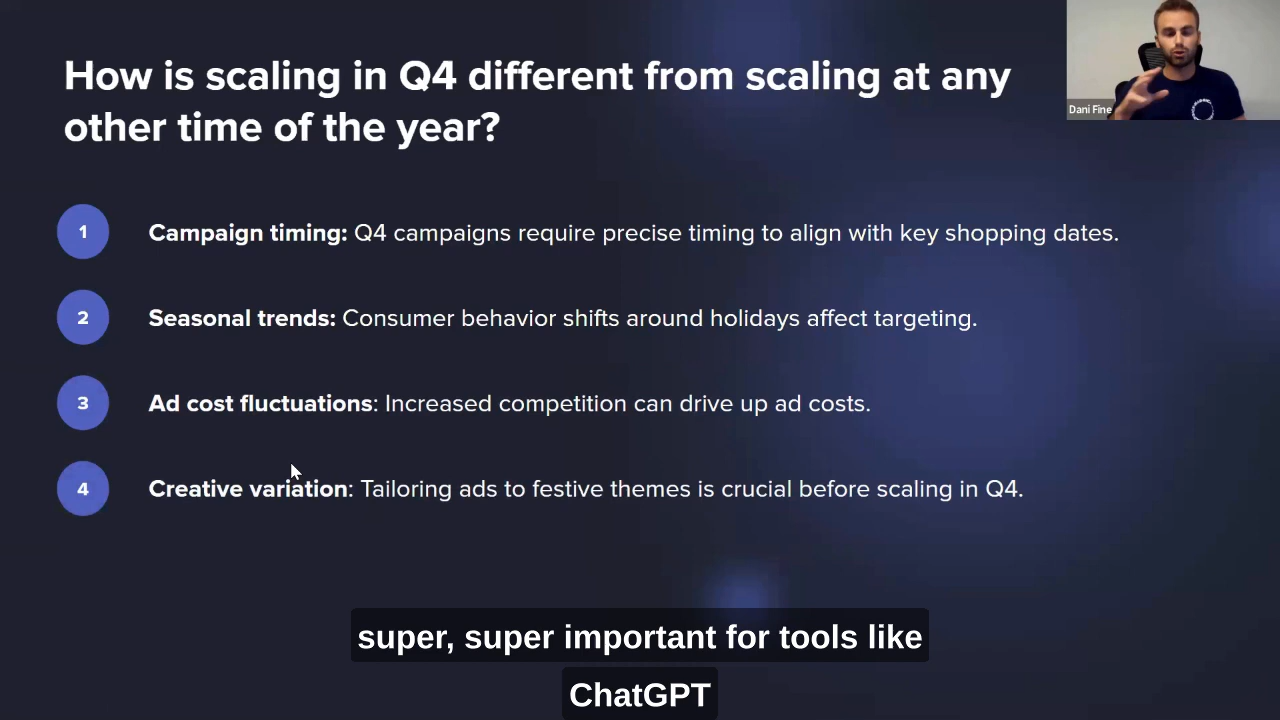 How is scaling in Q4 different from scaling at any
other time of the year?
Dani Fine
1 Campaign timing: Q4 campaigns require precise timing to align with key shopping dates.
2 Seasonal trends: Consumer behavior shifts around holidays affect targeting.
3 Ad cost fluctuations: Increased competition can drive up ad costs.
4 Creative variation: Tailoring ads to festive themes is crucial before scaling in Q4.
super, super important for tools like
ChatGPT